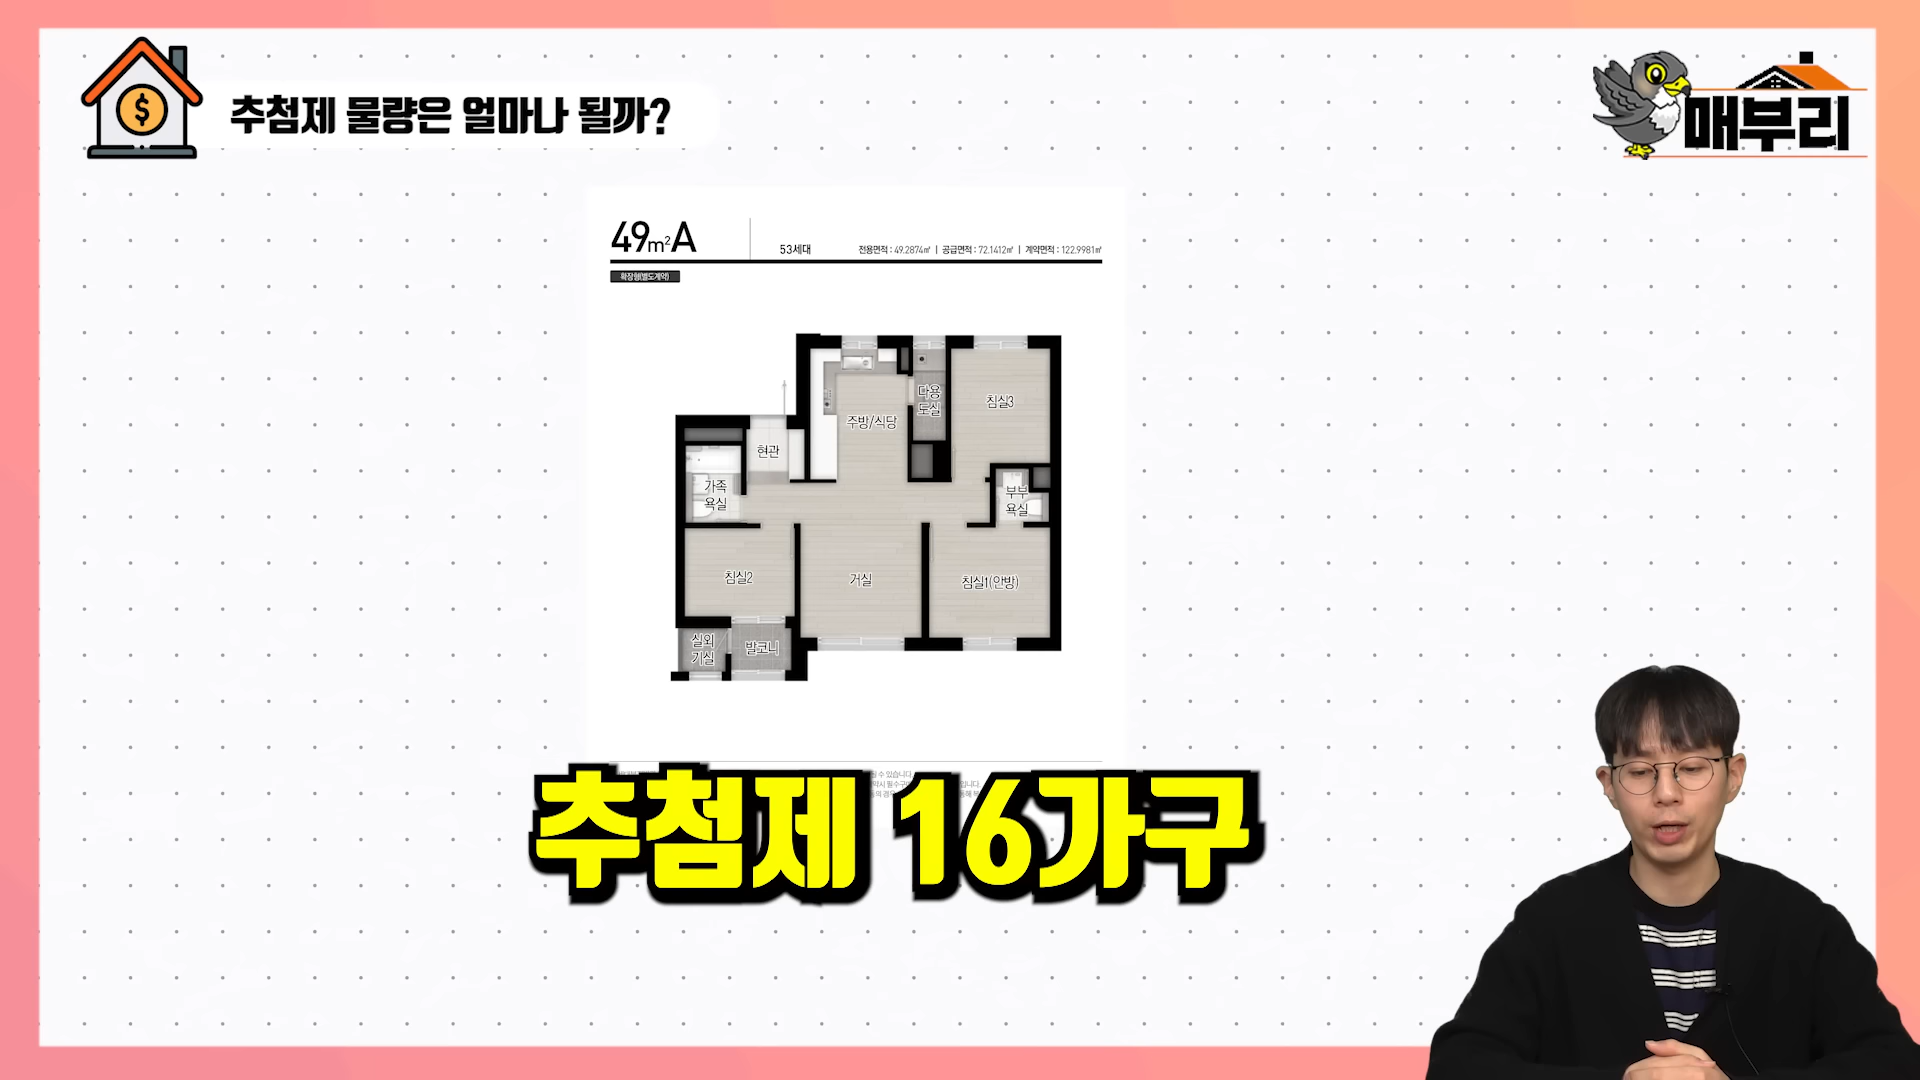 추첨제 물량은 얼마나 될까?
매부리
49m²A
53세대
전용면적 : 49.2874㎡ | 공급면적 : 72.1412㎡ | 계약면적 : 122.9981㎡
확장형(별도계약)
다용
도실
침실3
주방/식당
현관
가족
욕실
부부
욕실
침실2
거실
침실1(안방)
실외
기실
발코니
추첨제 16가구